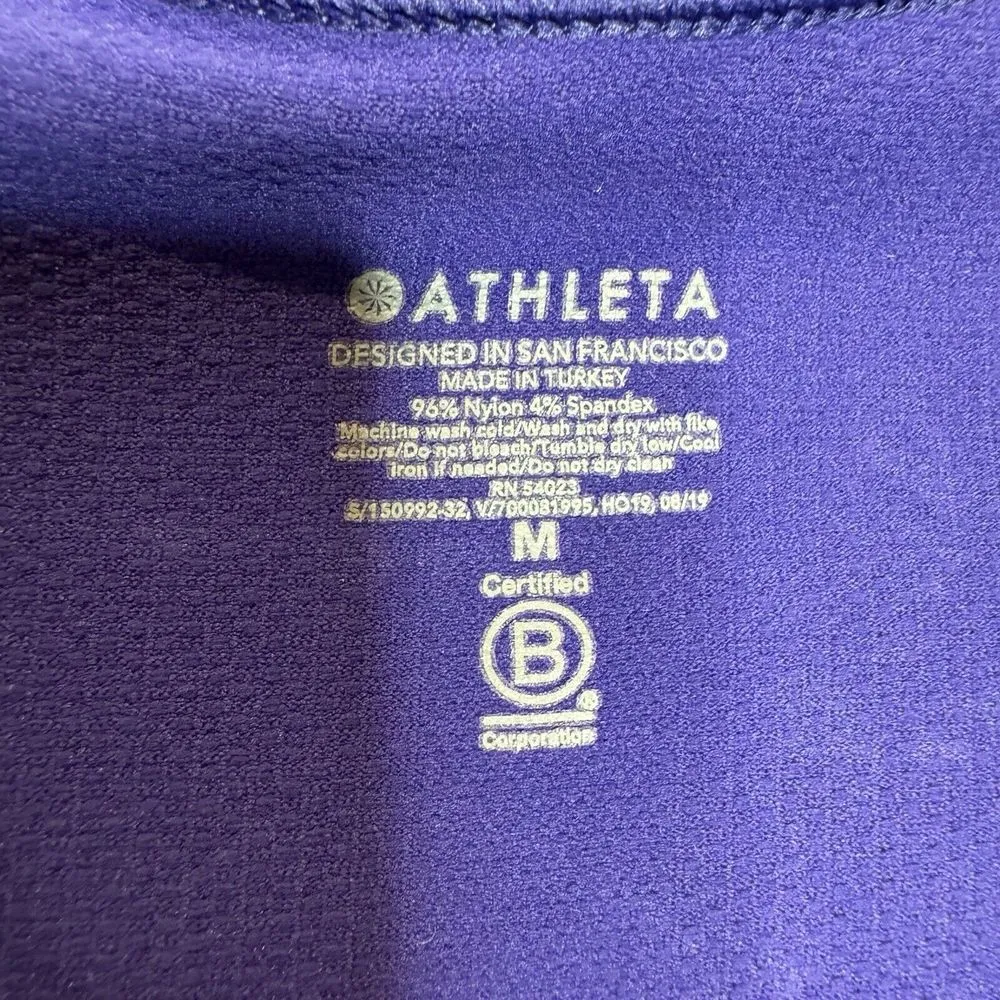 ATHLETA
DESIGNED IN SAN FRANCISCO
MADE IN TURKEY
96% Nylon 4% Spandex
Machine wash cold/Wash and dry with like
colors/Do not bleach/Tumble dry low/Cool
iron if needed/Do not dry clean
RN 54023
S/150992-32, V/700081995, HO19, 08/19
M
Certified
B
®
Corporation